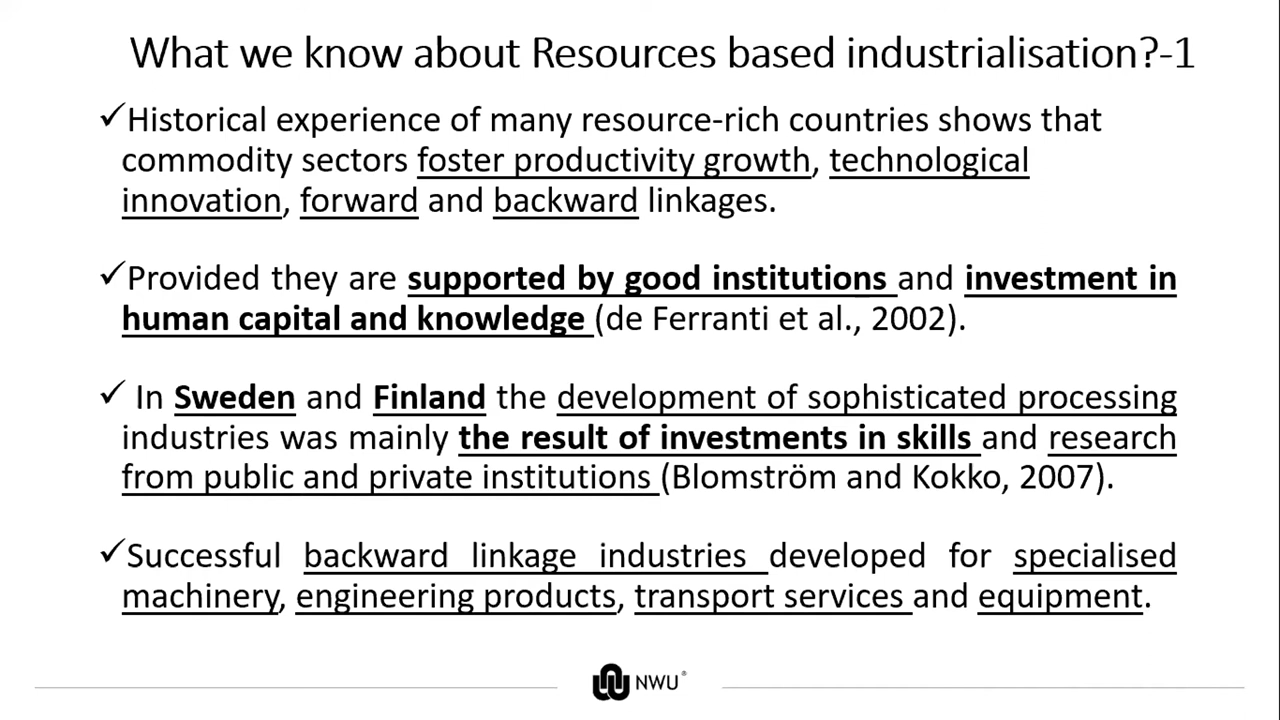 What we know about Resources based industrialisation?-1
✓Historical experience of many resource-rich countries shows that
commodity sectors foster productivity growth, technological
innovation, forward and backward linkages.
✓Provided they are supported by good institutions and investment in
human capital and knowledge (de Ferranti et al., 2002).
✓ In Sweden and Finland the development of sophisticated processing
industries was mainly the result of investments in skills and research
from public and private institutions (Blomström and Kokko, 2007).
✓Successful backward linkage industries developed for specialised
machinery, engineering products, transport services and equipment.
NWU®